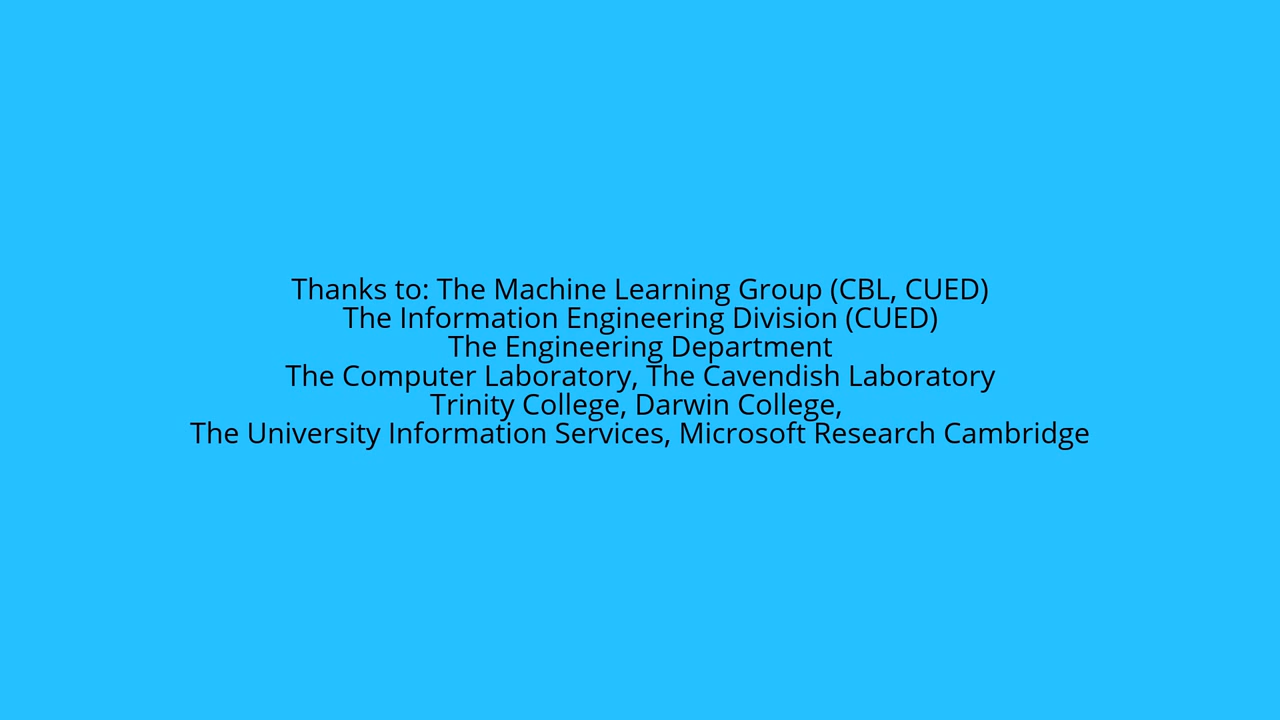 Thanks to: The Machine Learning Group (CBL, CUED)
The Information Engineering Division (CUED)
The Engineering Department
The Computer Laboratory, The Cavendish Laboratory
Trinity College, Darwin College,
The University Information Services, Microsoft Research Cambridge